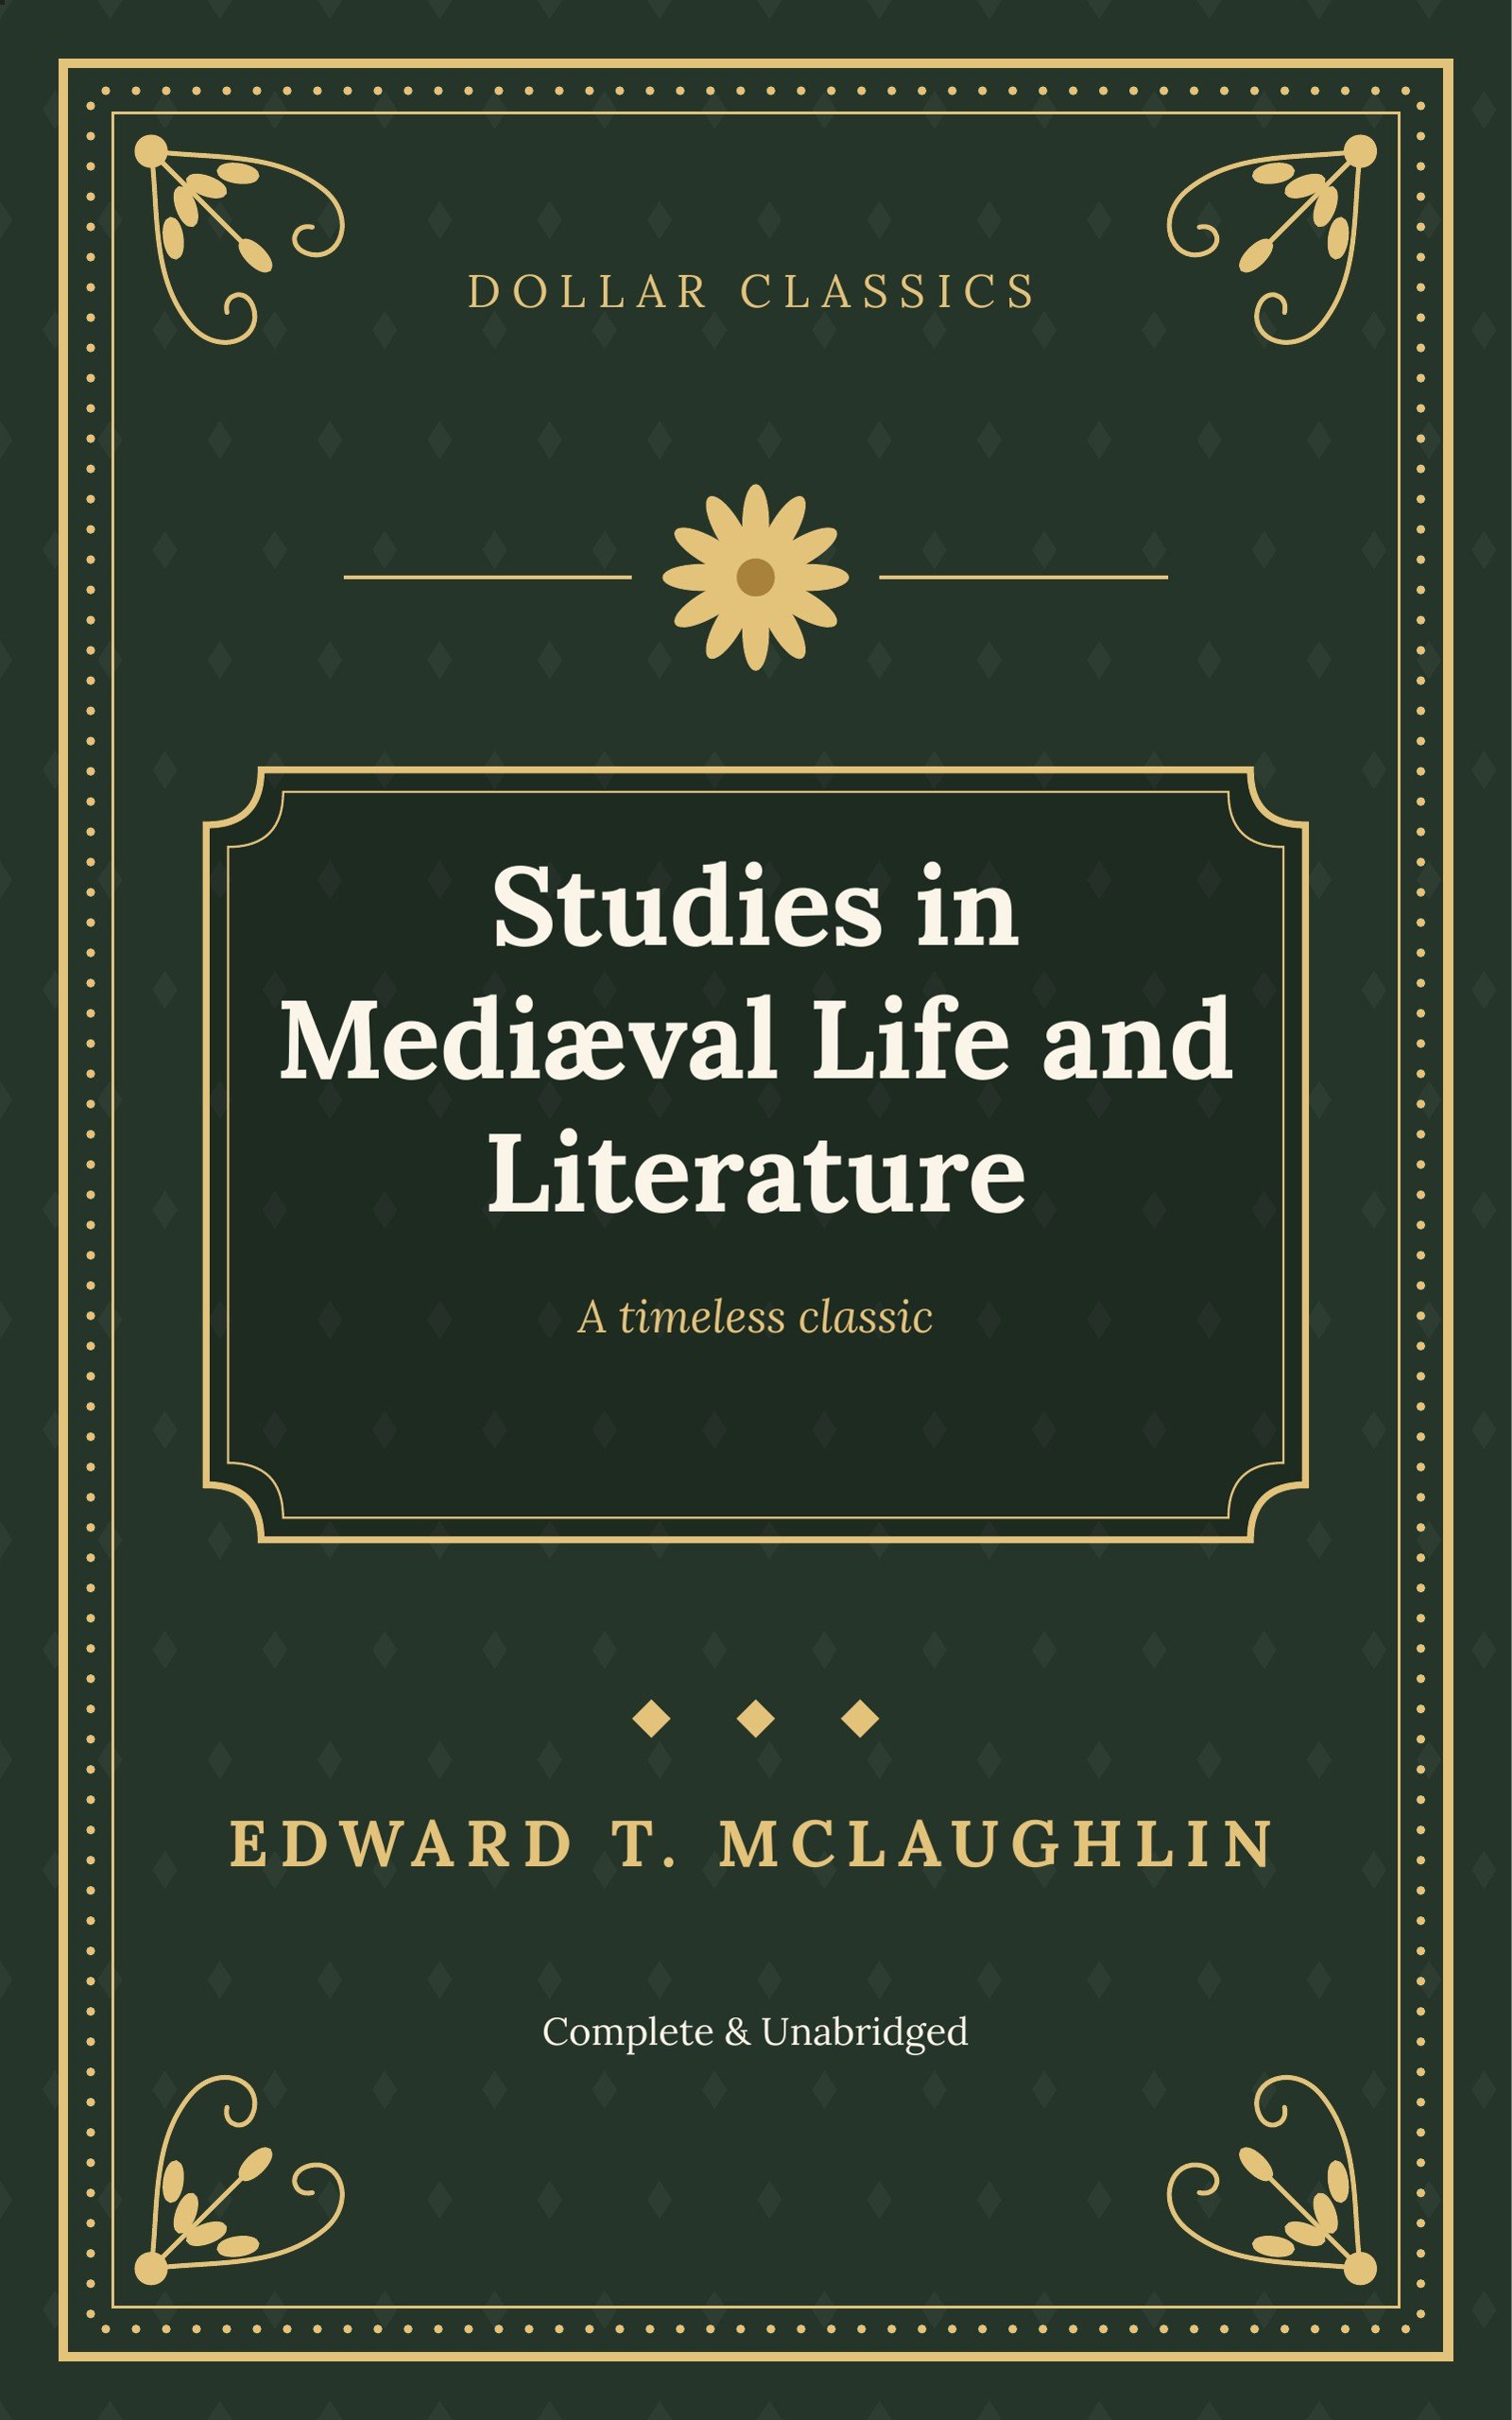 DOLLAR CLASSICS
Studies in
Mediæval Life and
Literature
A timeless classic
EDWARD T. MCLAUGHLIN
Complete & Unabridged